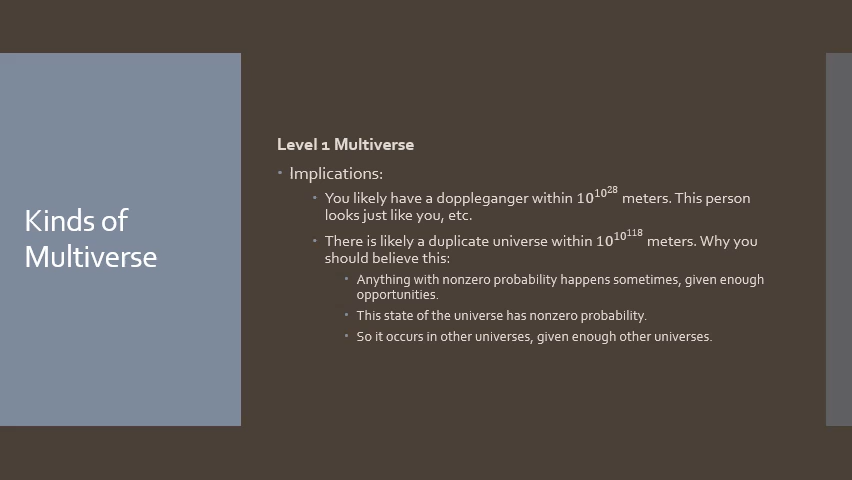 Kinds of
Multiverse
Level 1 Multiverse
• Implications:
• You likely have a doppleganger within 10^10^28 meters. This person
looks just like you, etc.
• There is likely a duplicate universe within 10^10^118 meters. Why you
should believe this:
• Anything with nonzero probability happens sometimes, given enough
opportunities.
• This state of the universe has nonzero probability.
• So it occurs in other universes, given enough other universes.